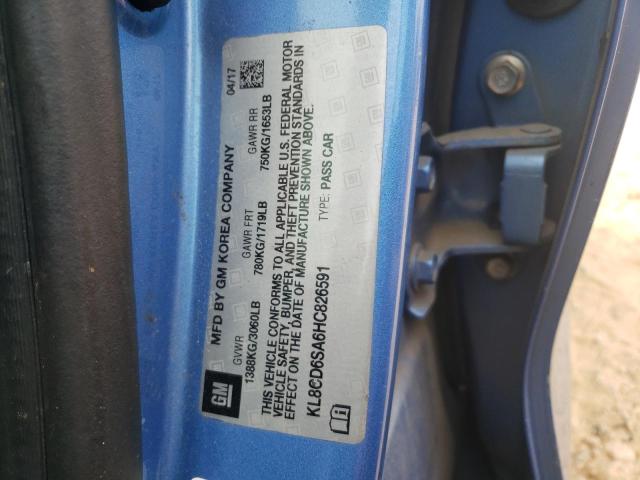 MFD BY GM KOREA COMPANY
04/17
GVWR GAWR FRT GAWR RR
1388KG/3060LB 780KG/1719LB 750KG/1653LB
THIS VEHICLE CONFORMS TO ALL APPLICABLE U.S. FEDERAL MOTOR
VEHICLE SAFETY, BUMPER, AND THEFT PREVENTION STANDARDS IN
EFFECT ON THE DATE OF MANUFACTURE SHOWN ABOVE.
TYPE: PASS CAR
KL8CD6SA6HC826591
GM